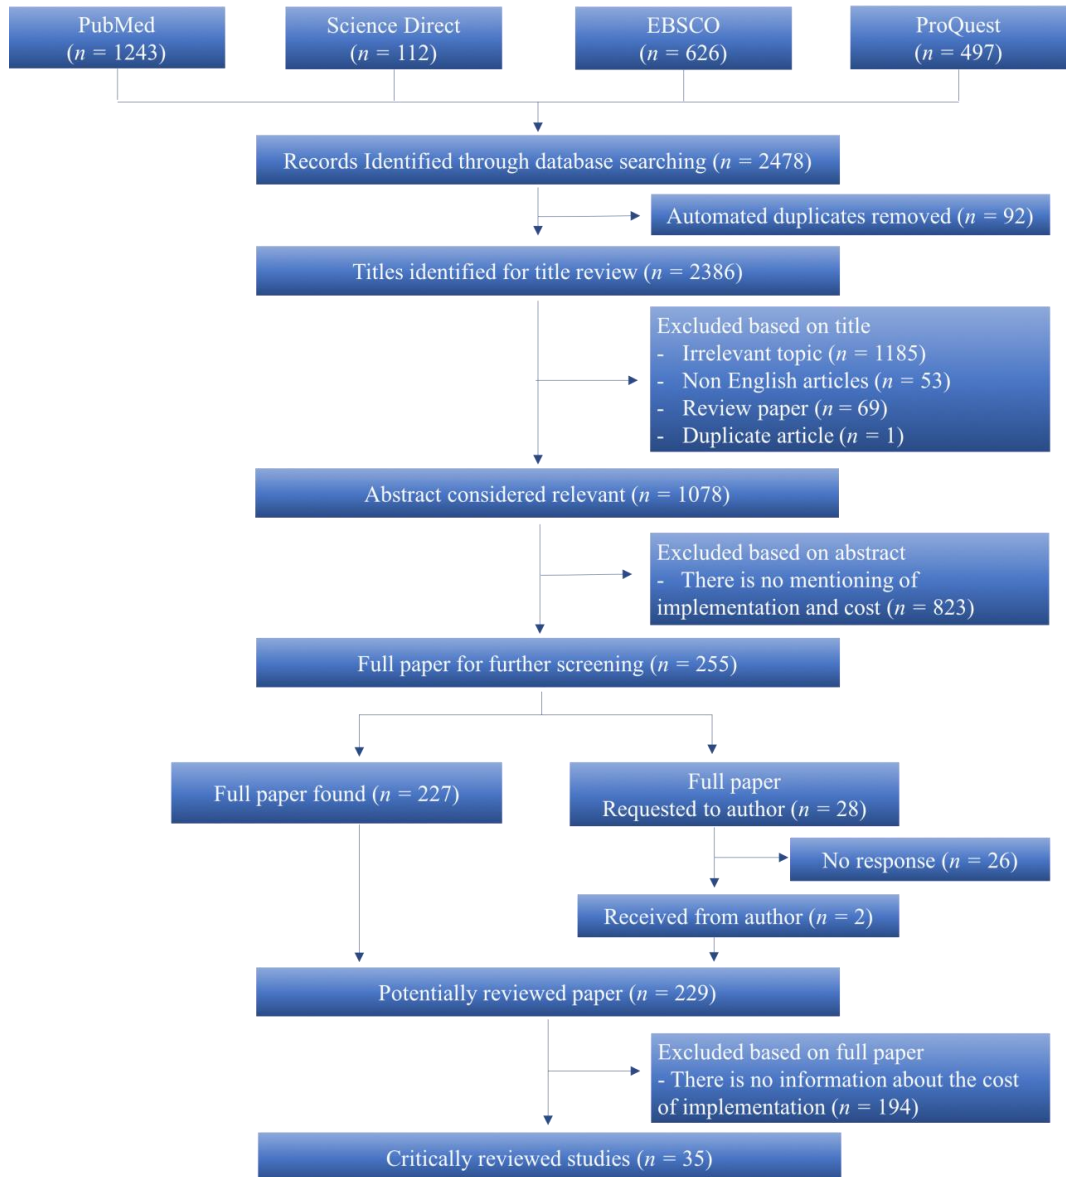 PubMed
(n = 1243)
Science Direct
(n = 112)
EBSCO
(n = 626)
ProQuest
(n = 497)
Records Identified through database searching (n = 2478)
Automated duplicates removed (n = 92)
Titles identified for title review (n = 2386)
Excluded based on title
- Irrelevant topic (n = 1185)
- Non English articles (n = 53)
- Review paper (n = 69)
- Duplicate article (n = 1)
Abstract considered relevant (n = 1078)
Excluded based on abstract
- There is no mentioning of
implementation and cost (n = 823)
Full paper for further screening (n = 255)
Full paper found (n = 227)
Full paper
Requested to author (n = 28)
No response (n = 26)
Received from author (n = 2)
Potentially reviewed paper (n = 229)
Excluded based on full paper
- There is no information about the cost
of implementation (n = 194)
Critically reviewed studies (n = 35)